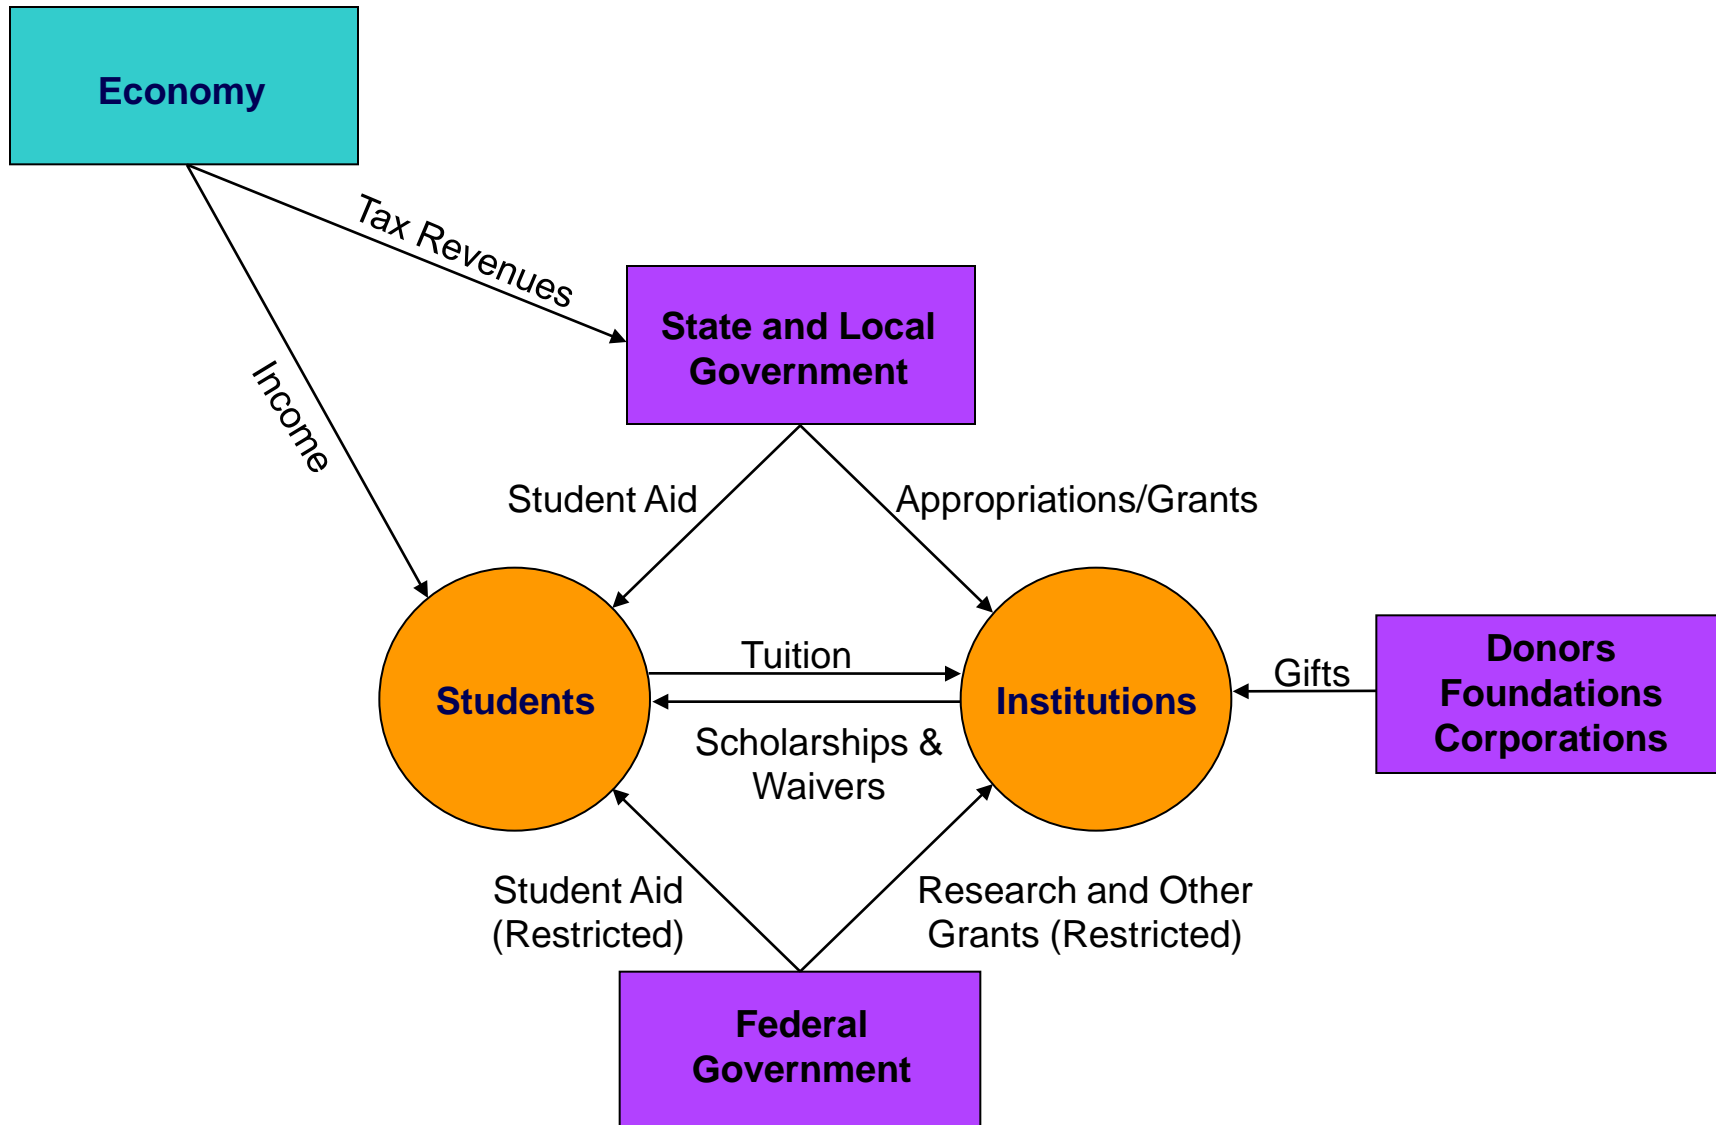 Economy
Tax Revenues
State and Local
Government
Income
Student Aid
Appropriations/Grants
Tuition
Students
Institutions
Gifts
Donors
Foundations
Corporations
Scholarships &
Waivers
Student Aid
(Restricted)
Research and Other
Grants (Restricted)
Federal
Government